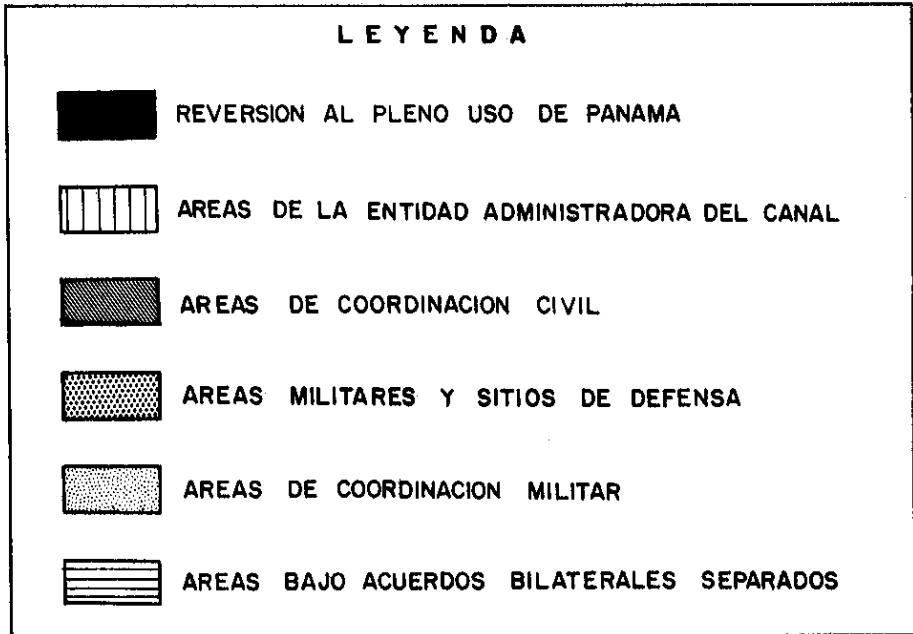 LEYENDA
REVERSION AL PLENO USO DE PANAMA
AREAS DE LA ENTIDAD ADMINISTRADORA DEL CANAL
AREAS DE COORDINACION CIVIL
AREAS MILITARES Y SITIOS DE DEFENSA
AREAS DE COORDINACION MILITAR
AREAS BAJO ACUERDOS BILATERALES SEPARADOS